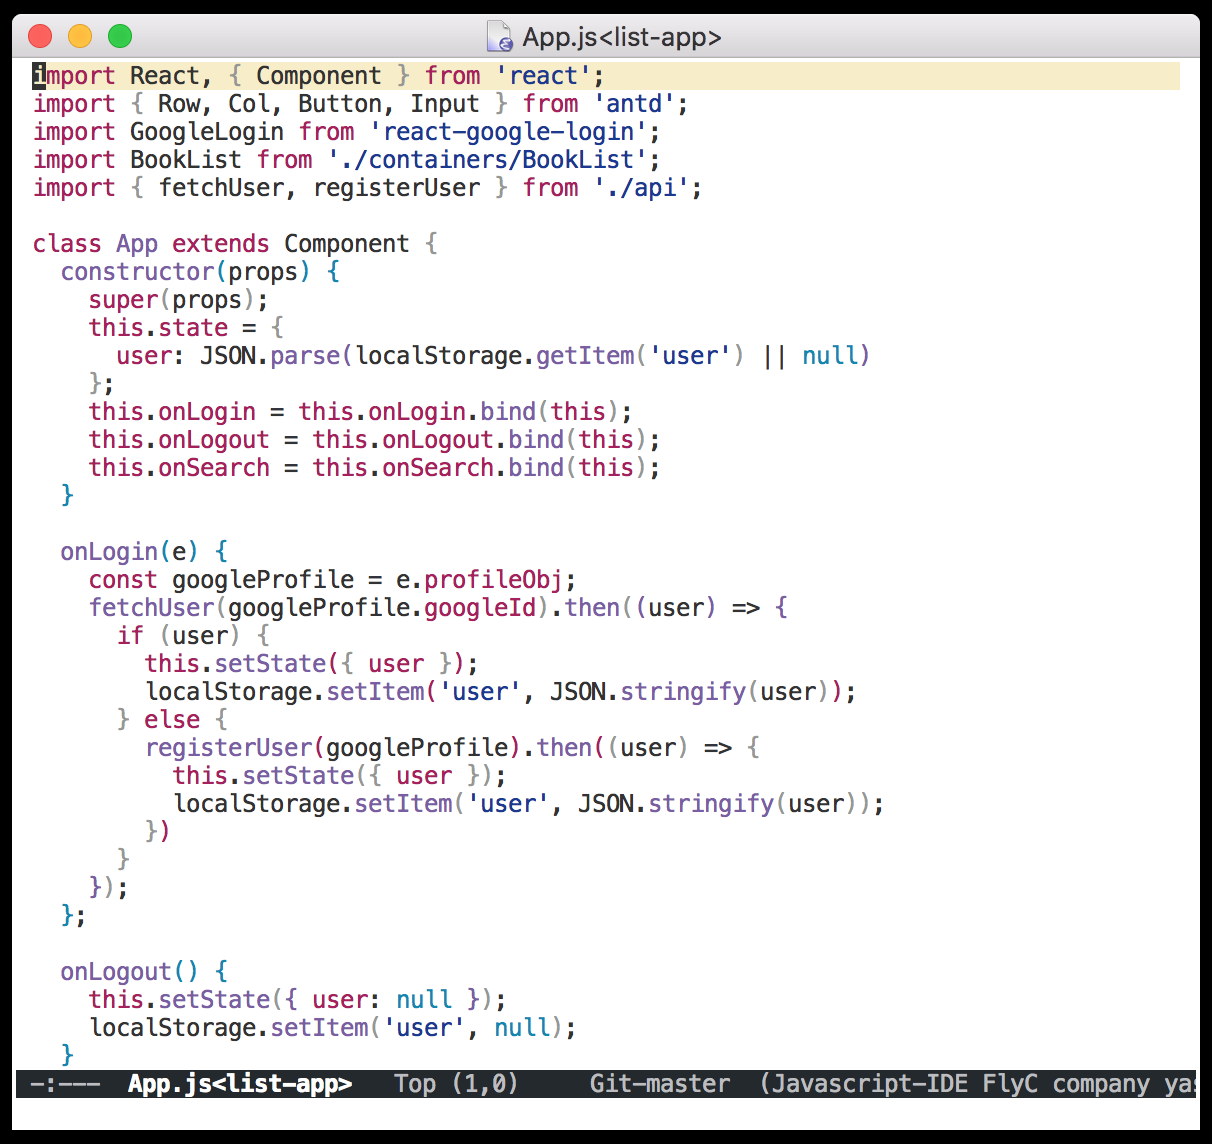 App.js<list-app>
import React, { Component } from 'react';
import { Row, Col, Button, Input } from 'antd';
import GoogleLogin from 'react-google-login';
import BookList from './containers/BookList';
import { fetchUser, registerUser } from './api';

class App extends Component {
  constructor(props) {
    super(props);
    this.state = {
      user: JSON.parse(localStorage.getItem('user') || null)
    };
    this.onLogin = this.onLogin.bind(this);
    this.onLogout = this.onLogout.bind(this);
    this.onSearch = this.onSearch.bind(this);
  }

  onLogin(e) {
    const googleProfile = e.profileObj;
    fetchUser(googleProfile.googleId).then((user) => {
      if (user) {
        this.setState({ user });
        localStorage.setItem('user', JSON.stringify(user));
      } else {
        registerUser(googleProfile).then((user) => {
          this.setState({ user });
          localStorage.setItem('user', JSON.stringify(user));
        })
      }
    });
  };

  onLogout() {
    this.setState({ user: null });
    localStorage.setItem('user', null);
  }
-:--- App.js<list-app> Top (1,0) Git-master (Javascript-IDE FlyC company yas